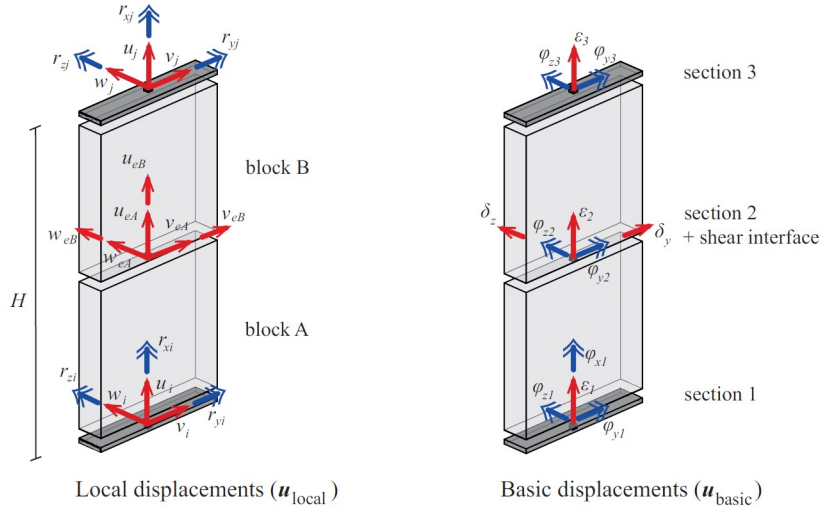 r_xj
u_j
v_j
r_yj
r_zj
w_j
u_eB
block B
u_eA
v_eA
v_eB
w_eB
w_eA
H
block A
r_xi
r_zi
w_i
u_i
v_i
r_yi
Local displacements (u_local)
ε_3
φ_z3
φ_y3
section 3
δ_z
φ_z2
ε_2
section 2
δ_y
+ shear interface
φ_y2
φ_x1
φ_z1
ε_1
section 1
φ_y1
Basic displacements (u_basic)